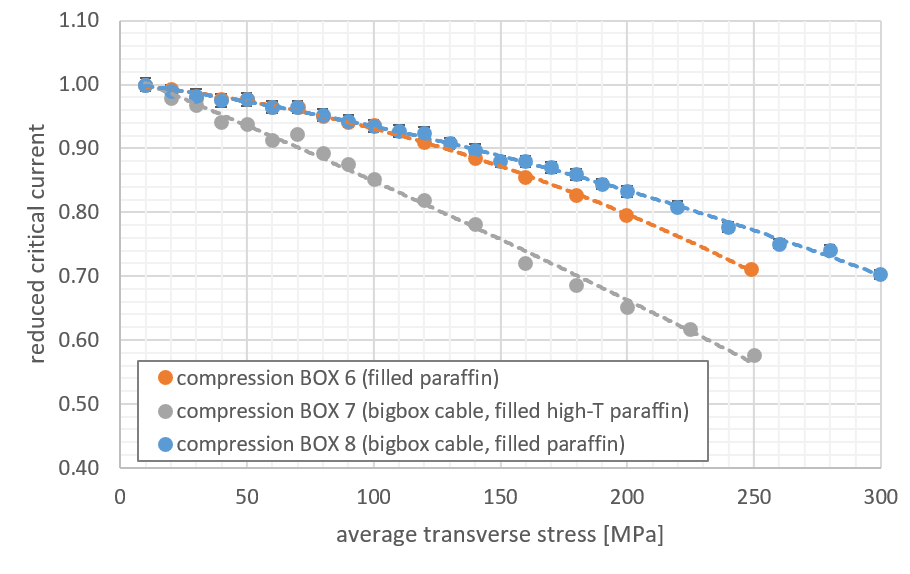 1.10
1.00
0.90
0.80
0.70
0.60
0.50
0.40
reduced critical current
compression BOX 6 (filled paraffin)
compression BOX 7 (bigbox cable, filled high-T paraffin)
compression BOX 8 (bigbox cable, filled paraffin)
0 50 100 150 200 250 300
average transverse stress [MPa]